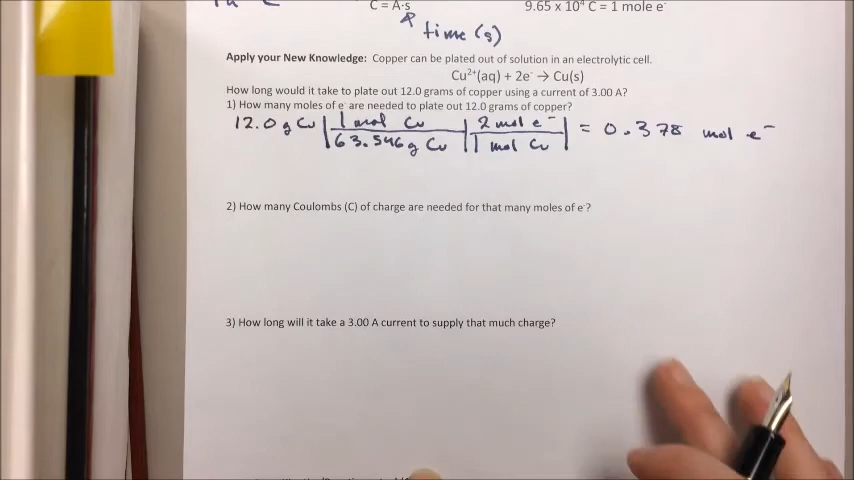 C = A·s 9.65 x 10⁴ C = 1 mole e⁻
time (s)
Apply your New Knowledge: Copper can be plated out of solution in an electrolytic cell.
Cu²⁺(aq) + 2e⁻ → Cu(s)
How long would it take to plate out 12.0 grams of copper using a current of 3.00 A?
1) How many moles of e⁻ are needed to plate out 12.0 grams of copper?
12.0 g Cu | 1 mol Cu | 2 mol e⁻ | = 0.378 mol e⁻
63.546 g Cu | 1 mol Cu
2) How many Coulombs (C) of charge are needed for that many moles of e⁻?
3) How long will it take a 3.00 A current to supply that much charge?